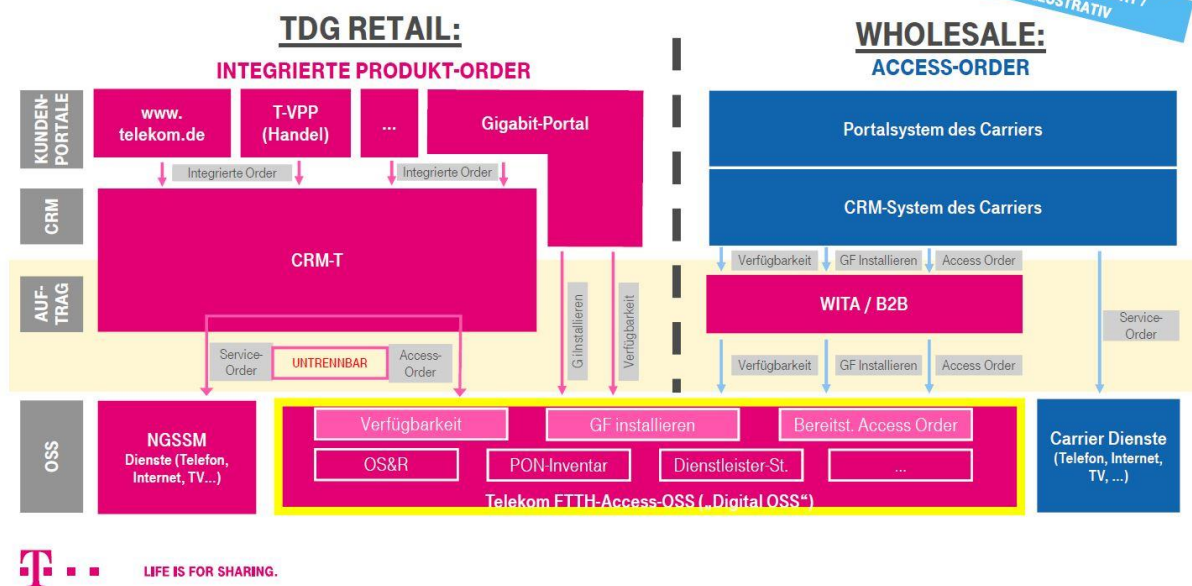 ILLUSTRATIV
TDG RETAIL:
INTEGRIERTE PRODUKT-ORDER
WHOLESALE:
ACCESS-ORDER
KUNDEN-
PORTALE
www.
telekom.de
T-VPP
(Handel)
...
Gigabit-Portal
Portalsystem des Carriers
Integrierte Order
Integrierte Order
CRM
CRM-T
CRM-System des Carriers
Verfügbarkeit
GF Installieren
Access Order
AUF-
TRAG
WITA / B2B
G iInstallieren
Verfügbarkeit
Service-
Order
UNTRENNBAR
Access-
Order
Verfügbarkeit
GF Installieren
Access Order
Service-
Order
OSS
NGSSM
Dienste (Telefon,
Internet, TV...)
Verfügbarkeit
GF installieren
Bereitst. Access Order
OS&R
PON-Inventar
Dienstleister-St.
...
Telekom FTTH-Access-OSS („Digital OSS“)
Carrier Dienste
(Telefon, Internet,
TV, ...)
T
LIFE IS FOR SHARING.